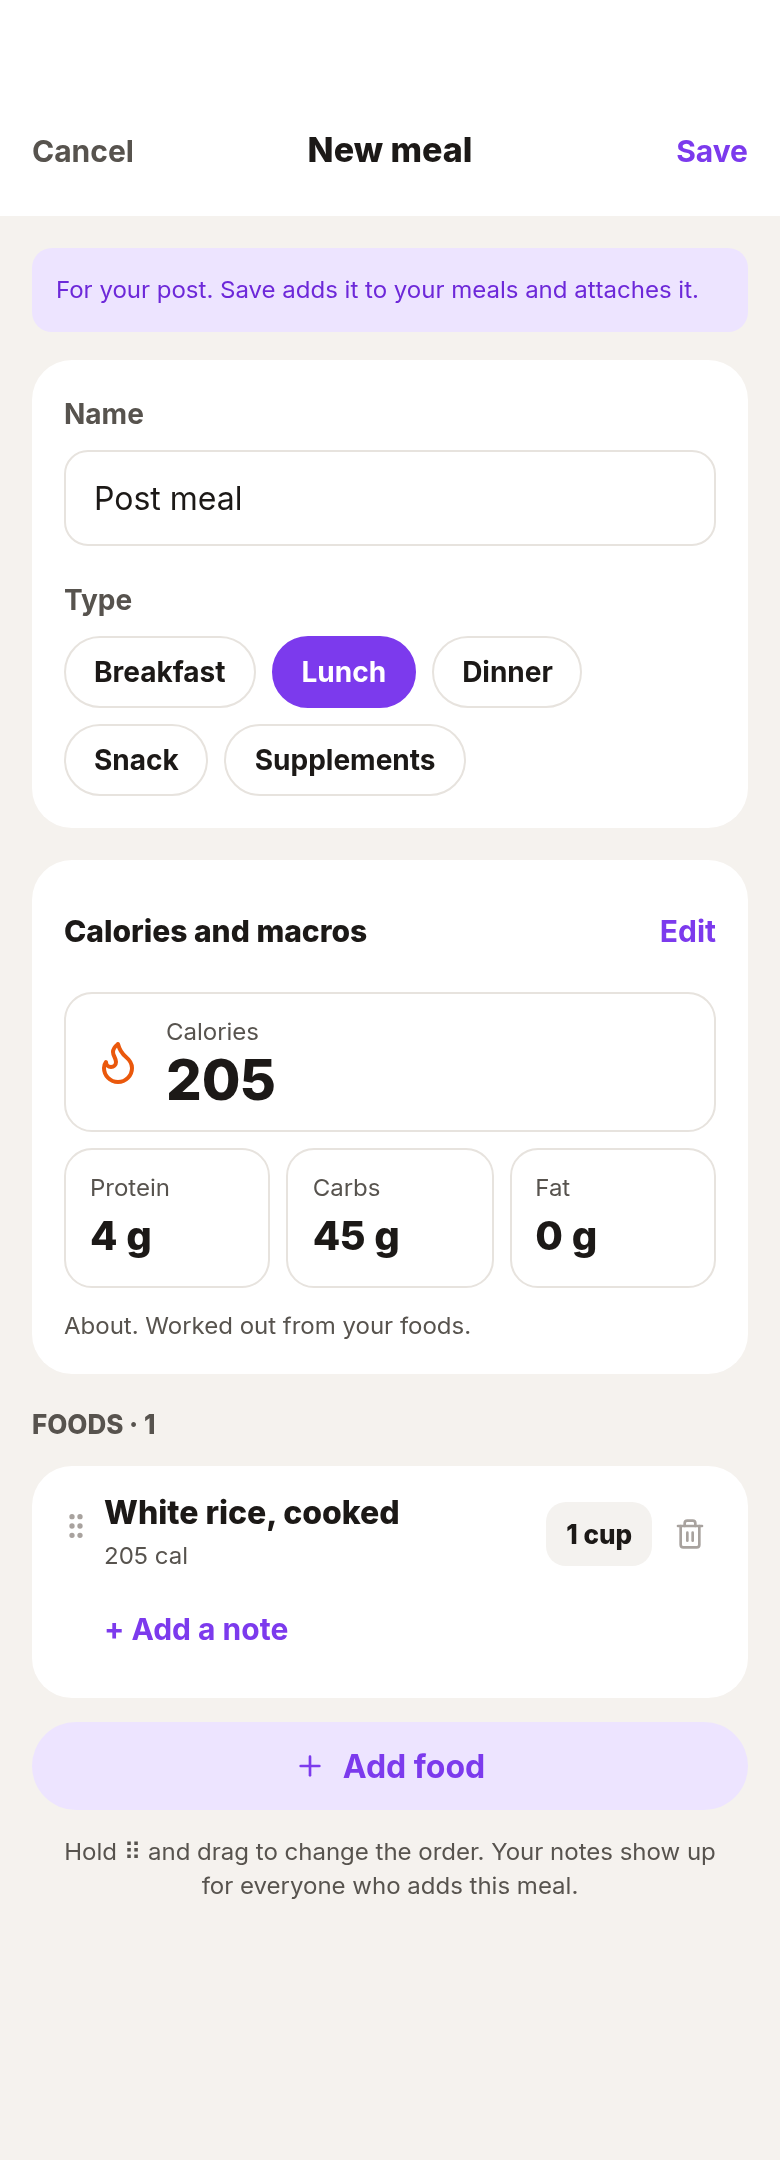 Cancel New meal Save
For your post. Save adds it to your meals and attaches it.
Name
Post meal
Type
Breakfast Lunch Dinner
Snack Supplements
Calories and macros Edit
Calories
205
Protein Carbs Fat
4 g 45 g 0 g
About. Worked out from your foods.
FOODS · 1
White rice, cooked
205 cal
1 cup
+ Add a note
+ Add food
Hold ⠿ and drag to change the order. Your notes show up
for everyone who adds this meal.